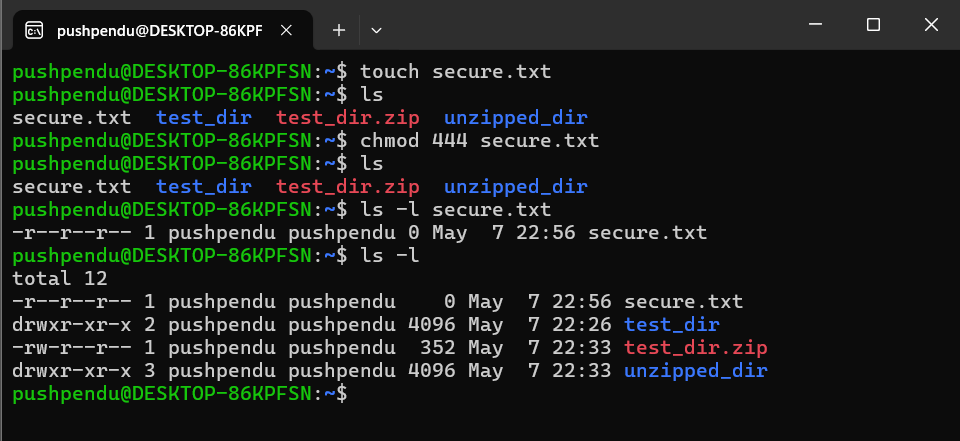 pushpendu@DESKTOP-86KPF
pushpendu@DESKTOP-86KPFSN:~$ touch secure.txt
pushpendu@DESKTOP-86KPFSN:~$ ls
secure.txt  test_dir  test_dir.zip  unzipped_dir
pushpendu@DESKTOP-86KPFSN:~$ chmod 444 secure.txt
pushpendu@DESKTOP-86KPFSN:~$ ls
secure.txt  test_dir  test_dir.zip  unzipped_dir
pushpendu@DESKTOP-86KPFSN:~$ ls -l secure.txt
-r--r--r-- 1 pushpendu pushpendu 0 May  7 22:56 secure.txt
pushpendu@DESKTOP-86KPFSN:~$ ls -l
total 12
-r--r--r-- 1 pushpendu pushpendu    0 May  7 22:56 secure.txt
drwxr-xr-x 2 pushpendu pushpendu 4096 May  7 22:26 test_dir
-rw-r--r-- 1 pushpendu pushpendu  352 May  7 22:33 test_dir.zip
drwxr-xr-x 3 pushpendu pushpendu 4096 May  7 22:33 unzipped_dir
pushpendu@DESKTOP-86KPFSN:~$